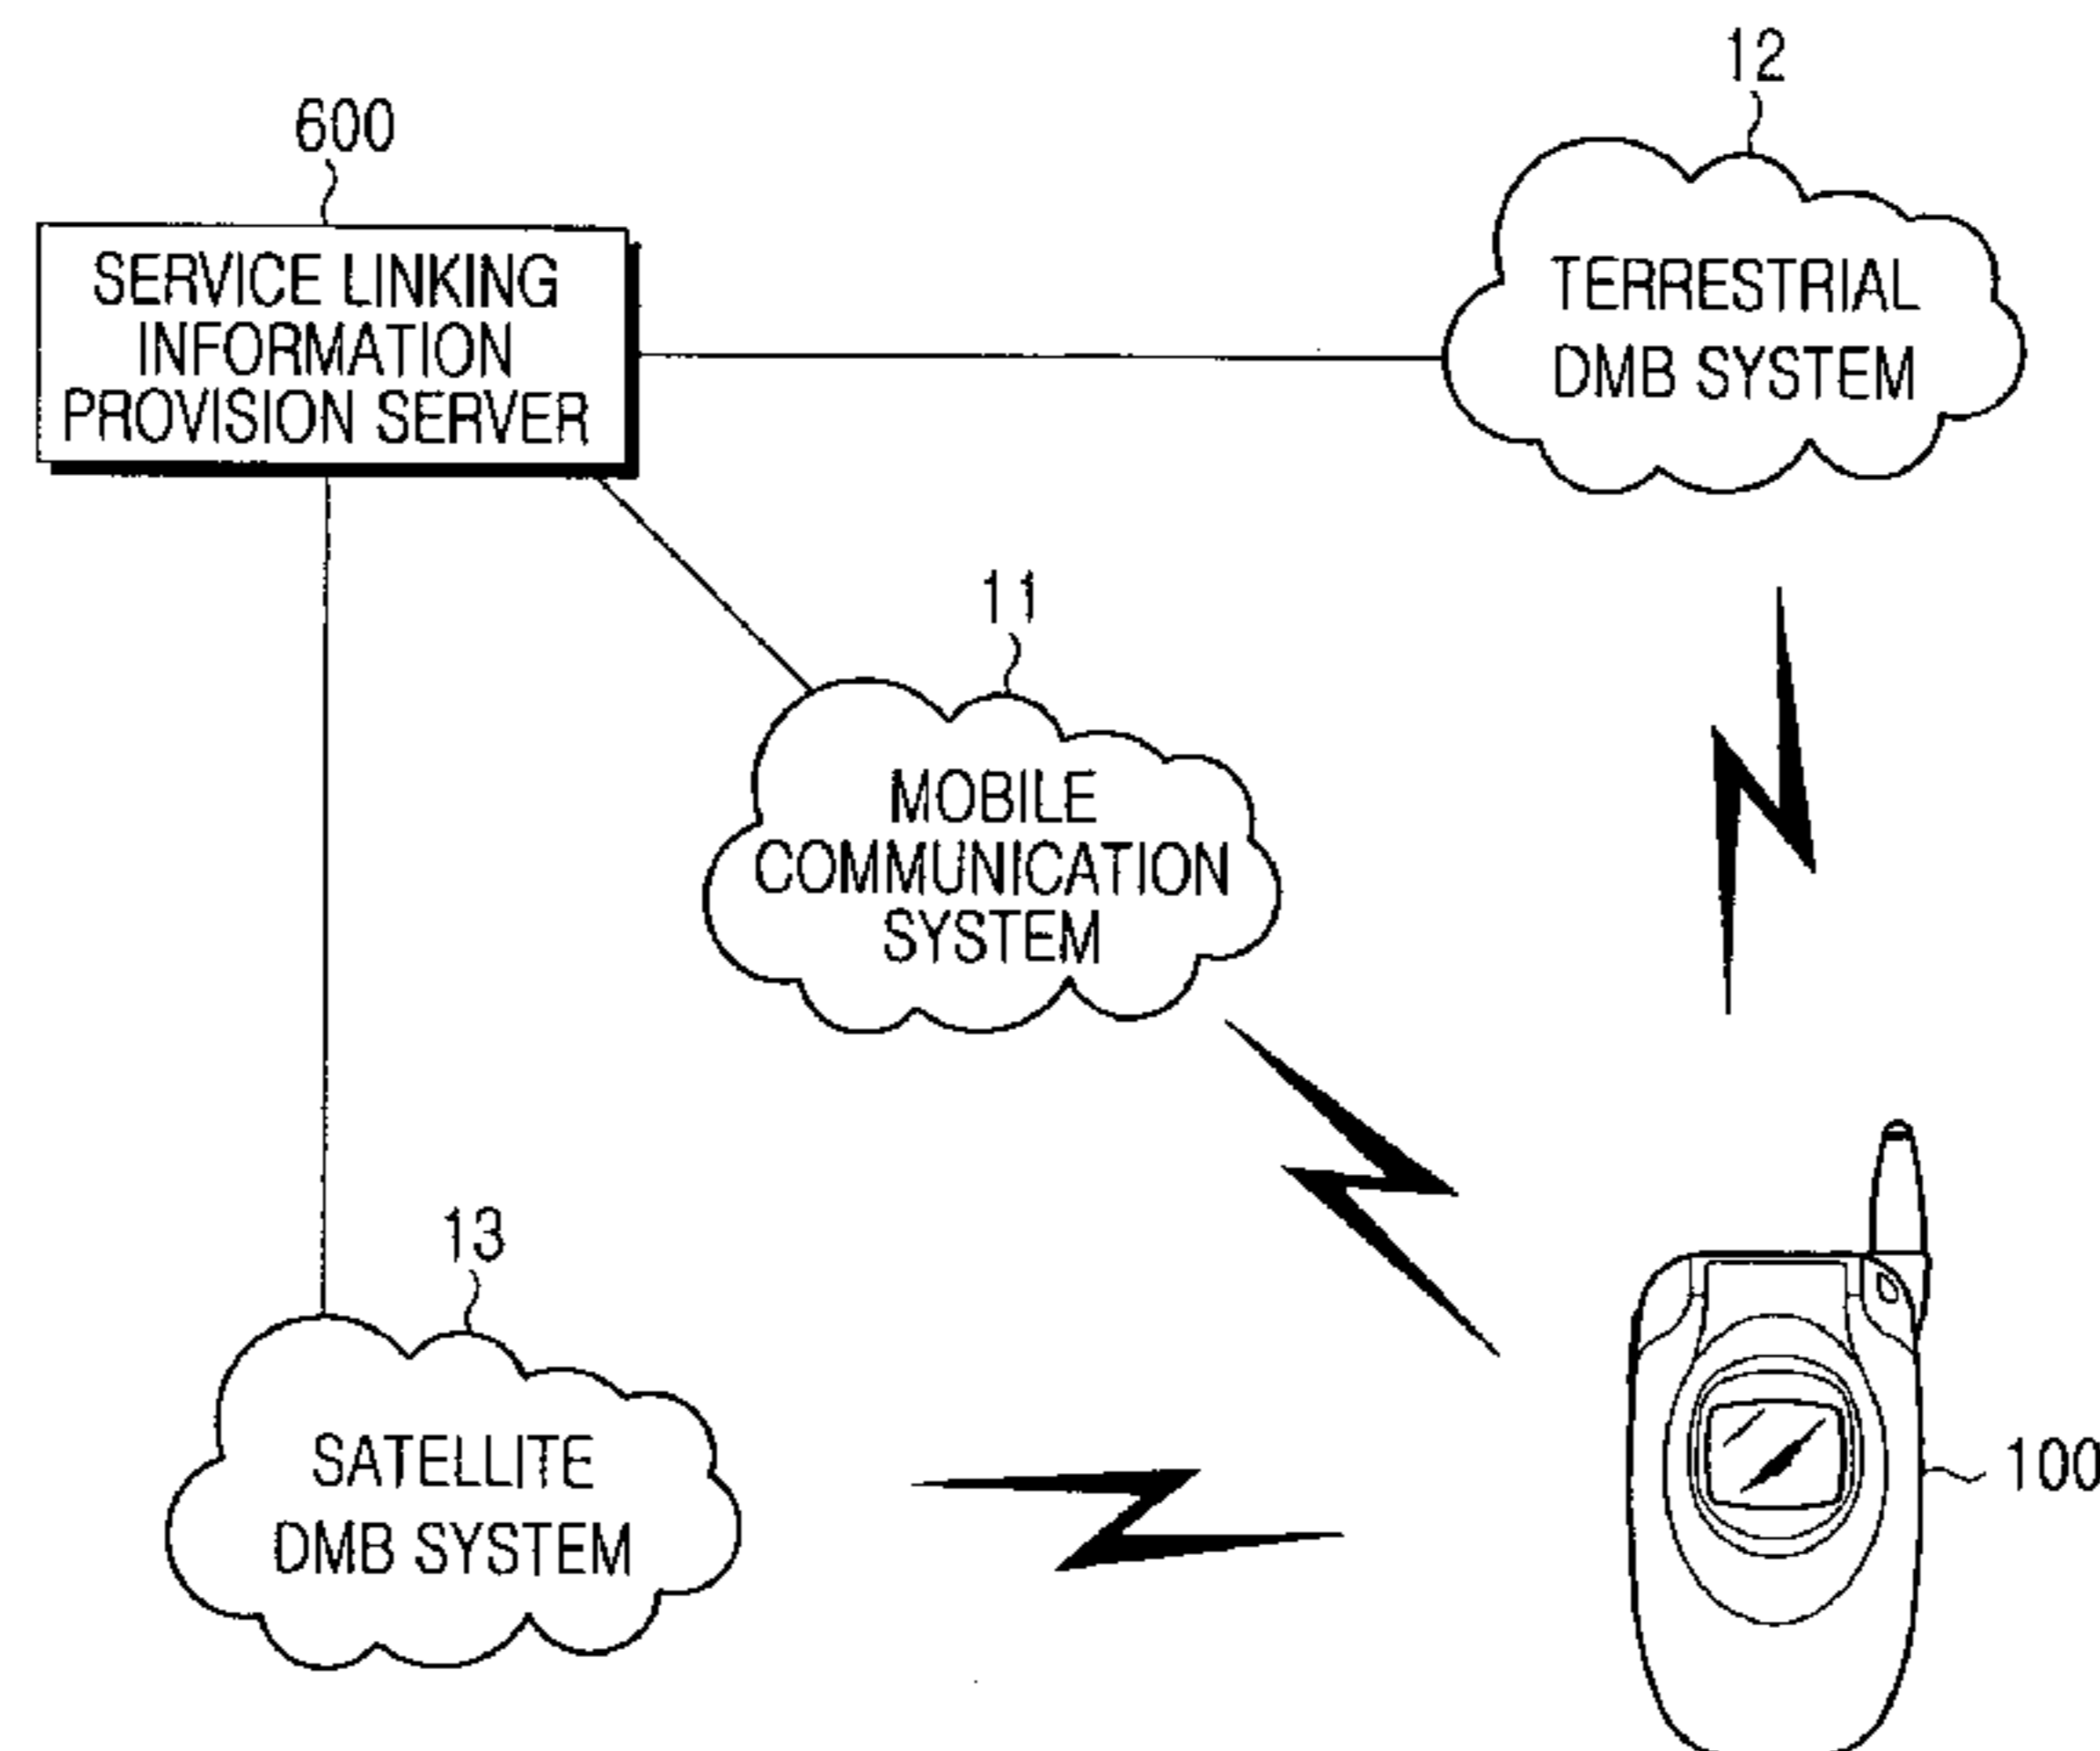 12
600
SERVICE LINKING
INFORMATION
PROVISION SERVER
TERRESTRIAL
DMB SYSTEM
11
MOBILE
COMMUNICATION
SYSTEM
13
SATELLITE
DMB SYSTEM
100